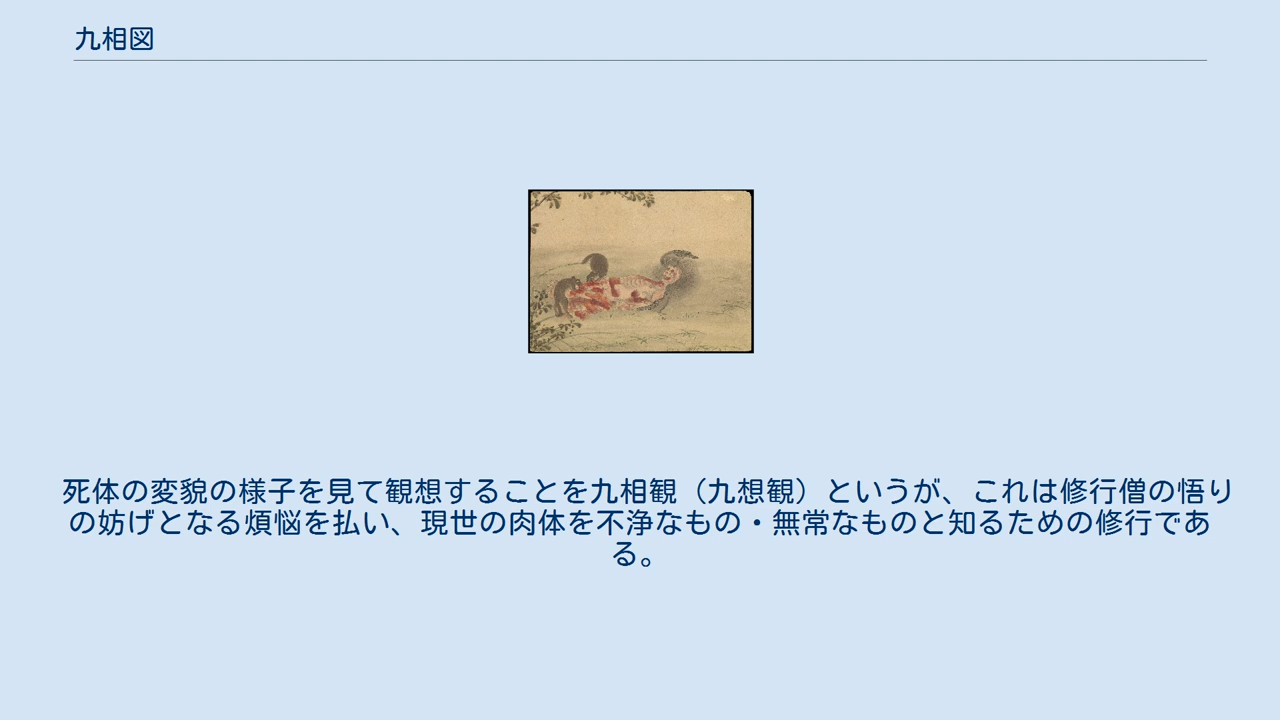 九相図
死体の変貌の様子を見て観想することを九相観（九想観）というが、これは修行僧の悟り
の妨げとなる煩悩を払い、現世の肉体を不浄なもの・無常なものと知るための修行であ
る。